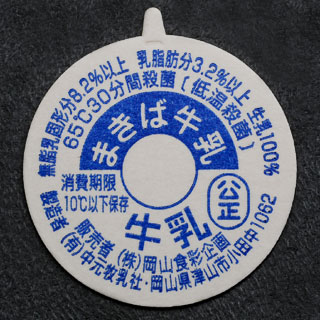 無脂乳固形分8.2%以上 乳脂肪分3.2%以上 生乳100%
65℃30分間殺菌(低温殺菌)
まきば牛乳
消費期限
10℃以下保存
公正
牛乳
販売者 (株)岡山食彩企画
製造者 (有)中元牧乳社・岡山県津山市小田中1062